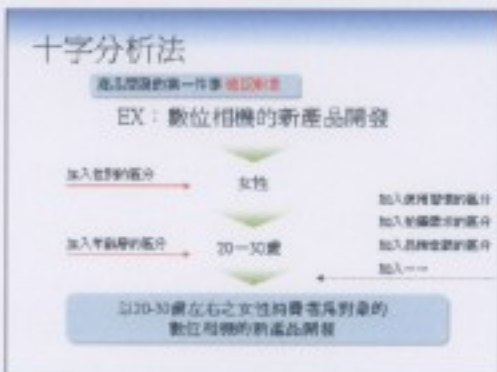 十字分析法
產品開發的第一件事 確認對象
EX：數位相機的新產品開發
加入性別的區分
女性
加入使用習慣的區分
加入拍攝需求的區分
加入年齡層的區分
20－30歲
加入
以20-30歲左右之女性消費者為對象的
數位相機的新產品開發